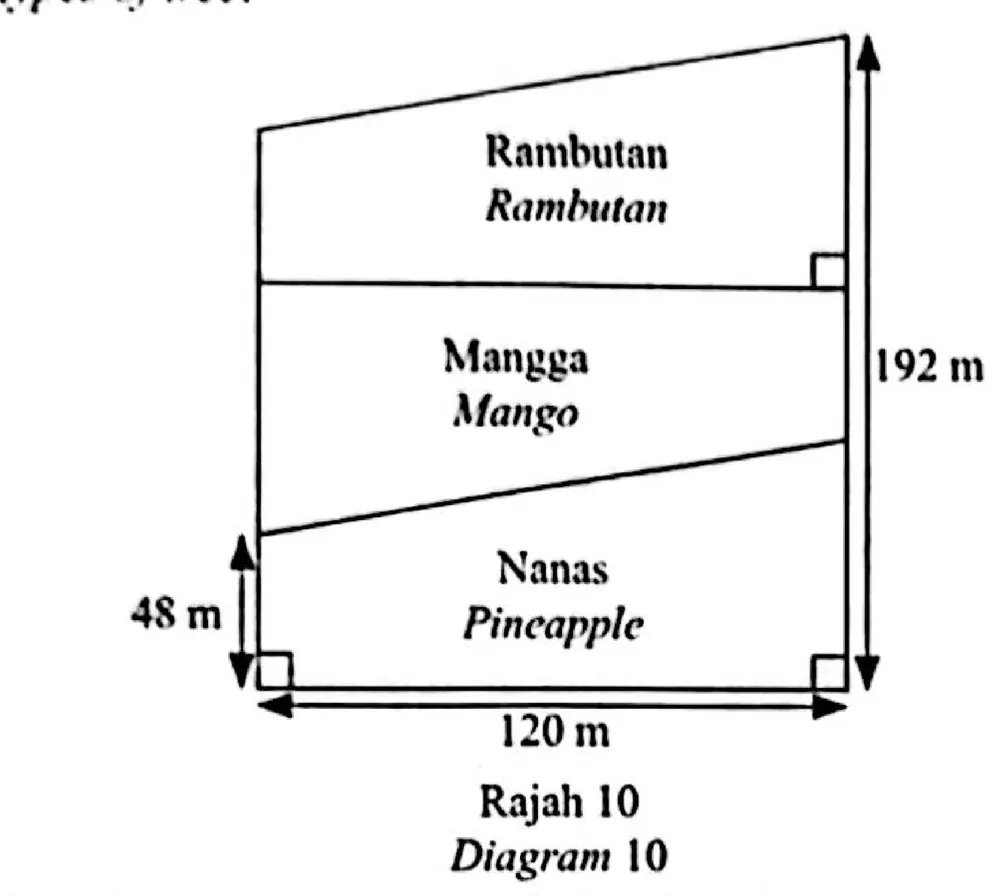 Rambutan
Rambutan
Mangga
Mango
192 m
Nanas
Pineapple
48 m
120 m
Rajah 10
Diagram 10